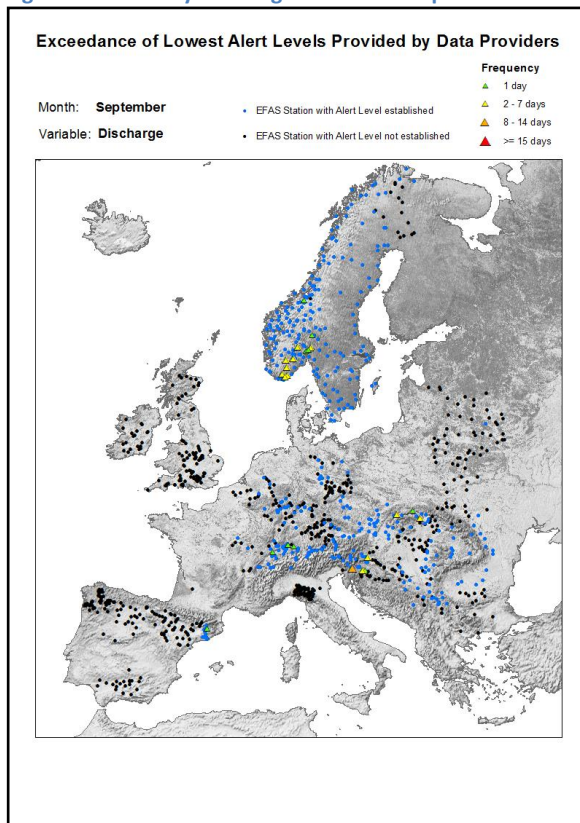 Exceedance of Lowest Alert Levels Provided by Data Providers
Frequency
1 day
2 - 7 days
8 - 14 days
>= 15 days
Month: September
Variable: Discharge
EFAS Station with Alert Level established
EFAS Station with Alert Level not established